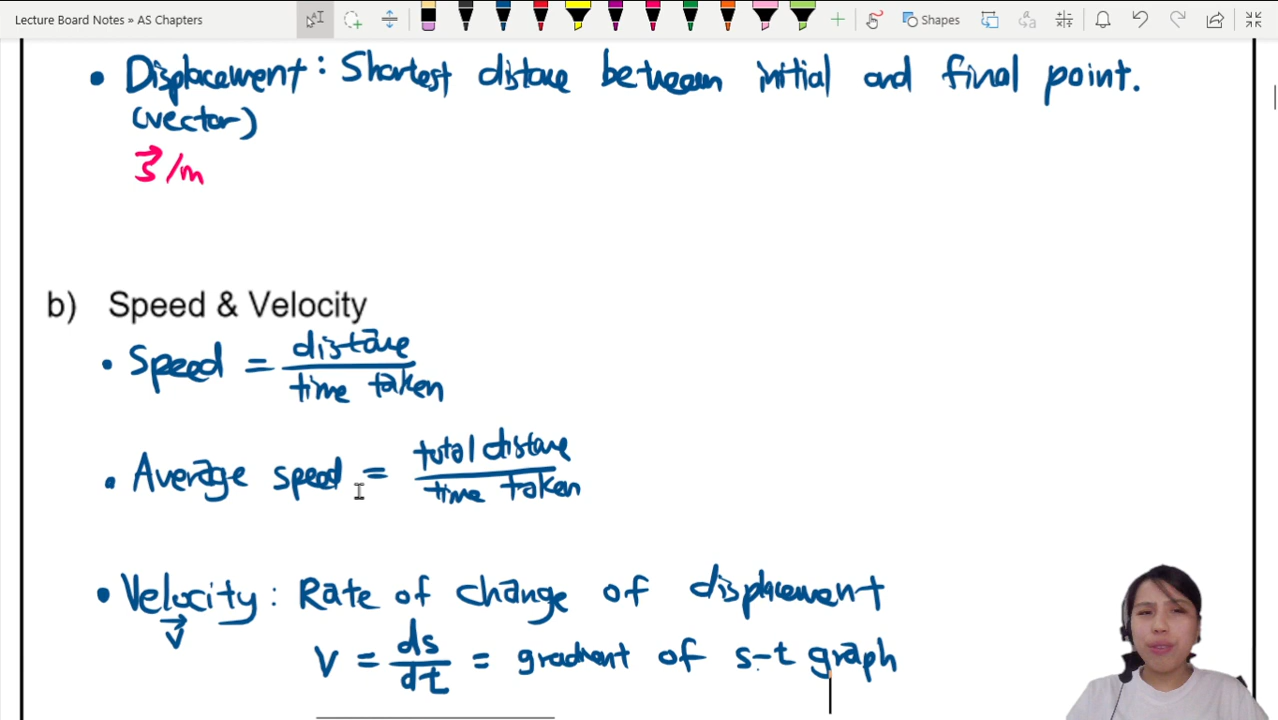 Lecture Board Notes » AS Chapters
Shapes
• Displacement : Shortest distance between initial and final point.
(vector)
s/m
b) Speed & Velocity
• Speed = distance / time taken
• Average speed = total distance / time taken
• Velocity : Rate of change of displacement
v
v = ds/dt = gradient of s-t graph